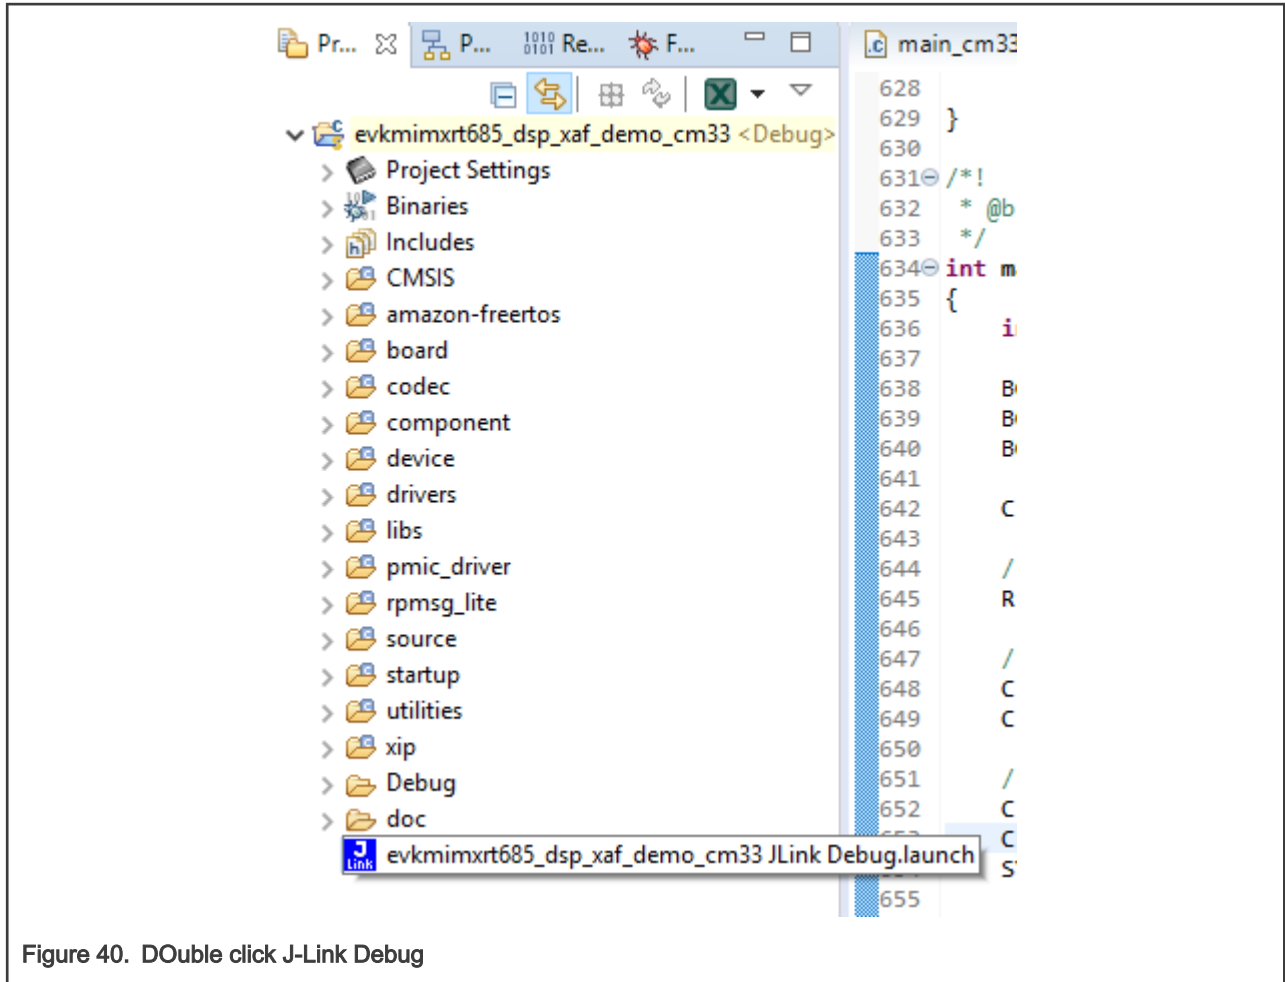 Pr... P... 1010 0101 Re... F...
evkmimxrt685_dsp_xaf_demo_cm33 <Debug>
Project Settings
Binaries
Includes
CMSIS
amazon-freertos
board
codec
component
device
drivers
libs
pmic_driver
rpmsg_lite
source
startup
utilities
xip
Debug
doc
J Link evkmimxrt685_dsp_xaf_demo_cm33 JLink Debug.launch
.c main_cm33
628
629 }
630
631 /*!
632 * @b
633 */
634 int m
635 {
636 i
637
638 B
639 B
640 B
641
642 C
643
644 /
645 R
646
647 /
648 C
649 C
650
651 /
652 C
C
S
655
Figure 40. DOuble click J-Link Debug